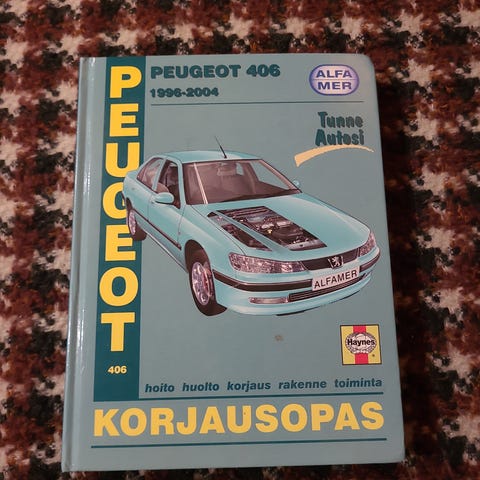 PEUGEOT
406
PEUGEOT 406
1996-2004
ALFA
MER
Tunne
Autosi
ALFAMER
Haynes
hoito huolto korjaus rakenne toiminta
KORJAUSOPAS